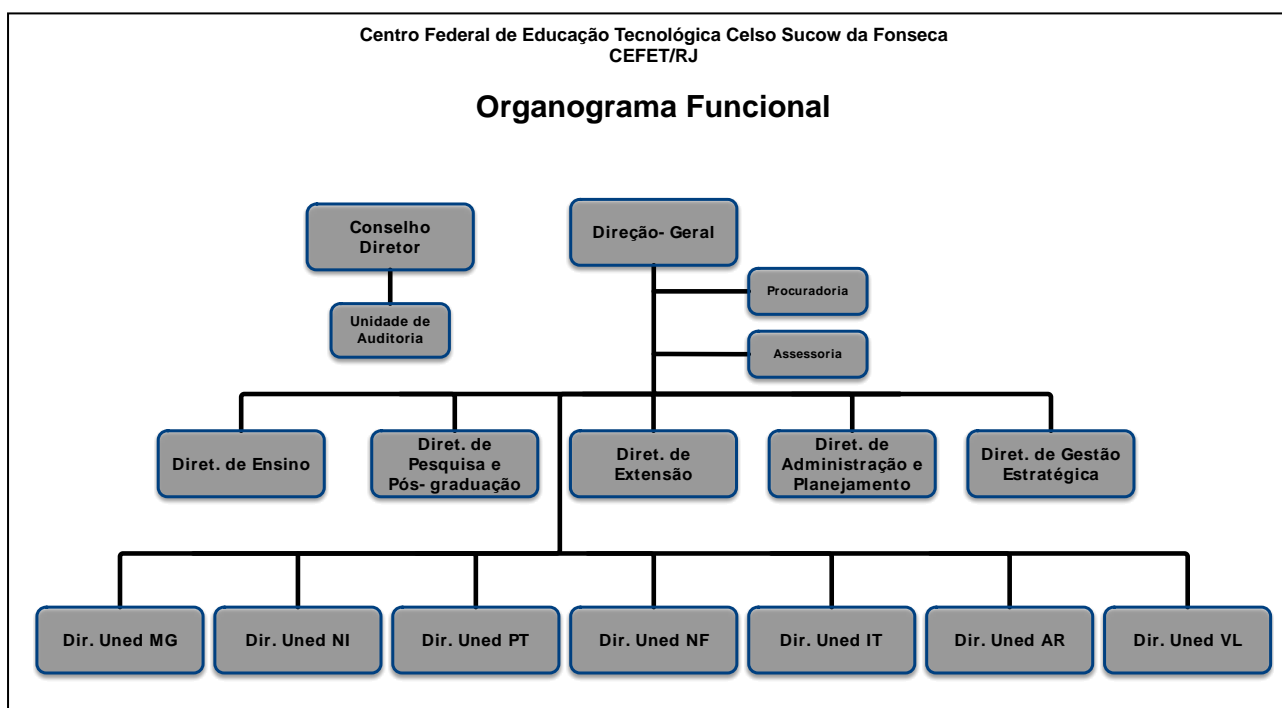 Centro Federal de Educação Tecnológica Celso Sucow da Fonseca
CEFET/RJ
Organograma Funcional
Conselho
Diretor
Direção- Geral
Procuradoria
Unidade de
Auditoria
Assessoria
Diret. de Ensino
Diret. de
Pesquisa e
Pós- graduação
Diret. de
Extensão
Diret. de
Administração e
Planejamento
Diret. de Gestão
Estratégica
Dir. Uned MG
Dir. Uned NI
Dir. Uned PT
Dir. Uned NF
Dir. Uned IT
Dir. Uned AR
Dir. Uned VL